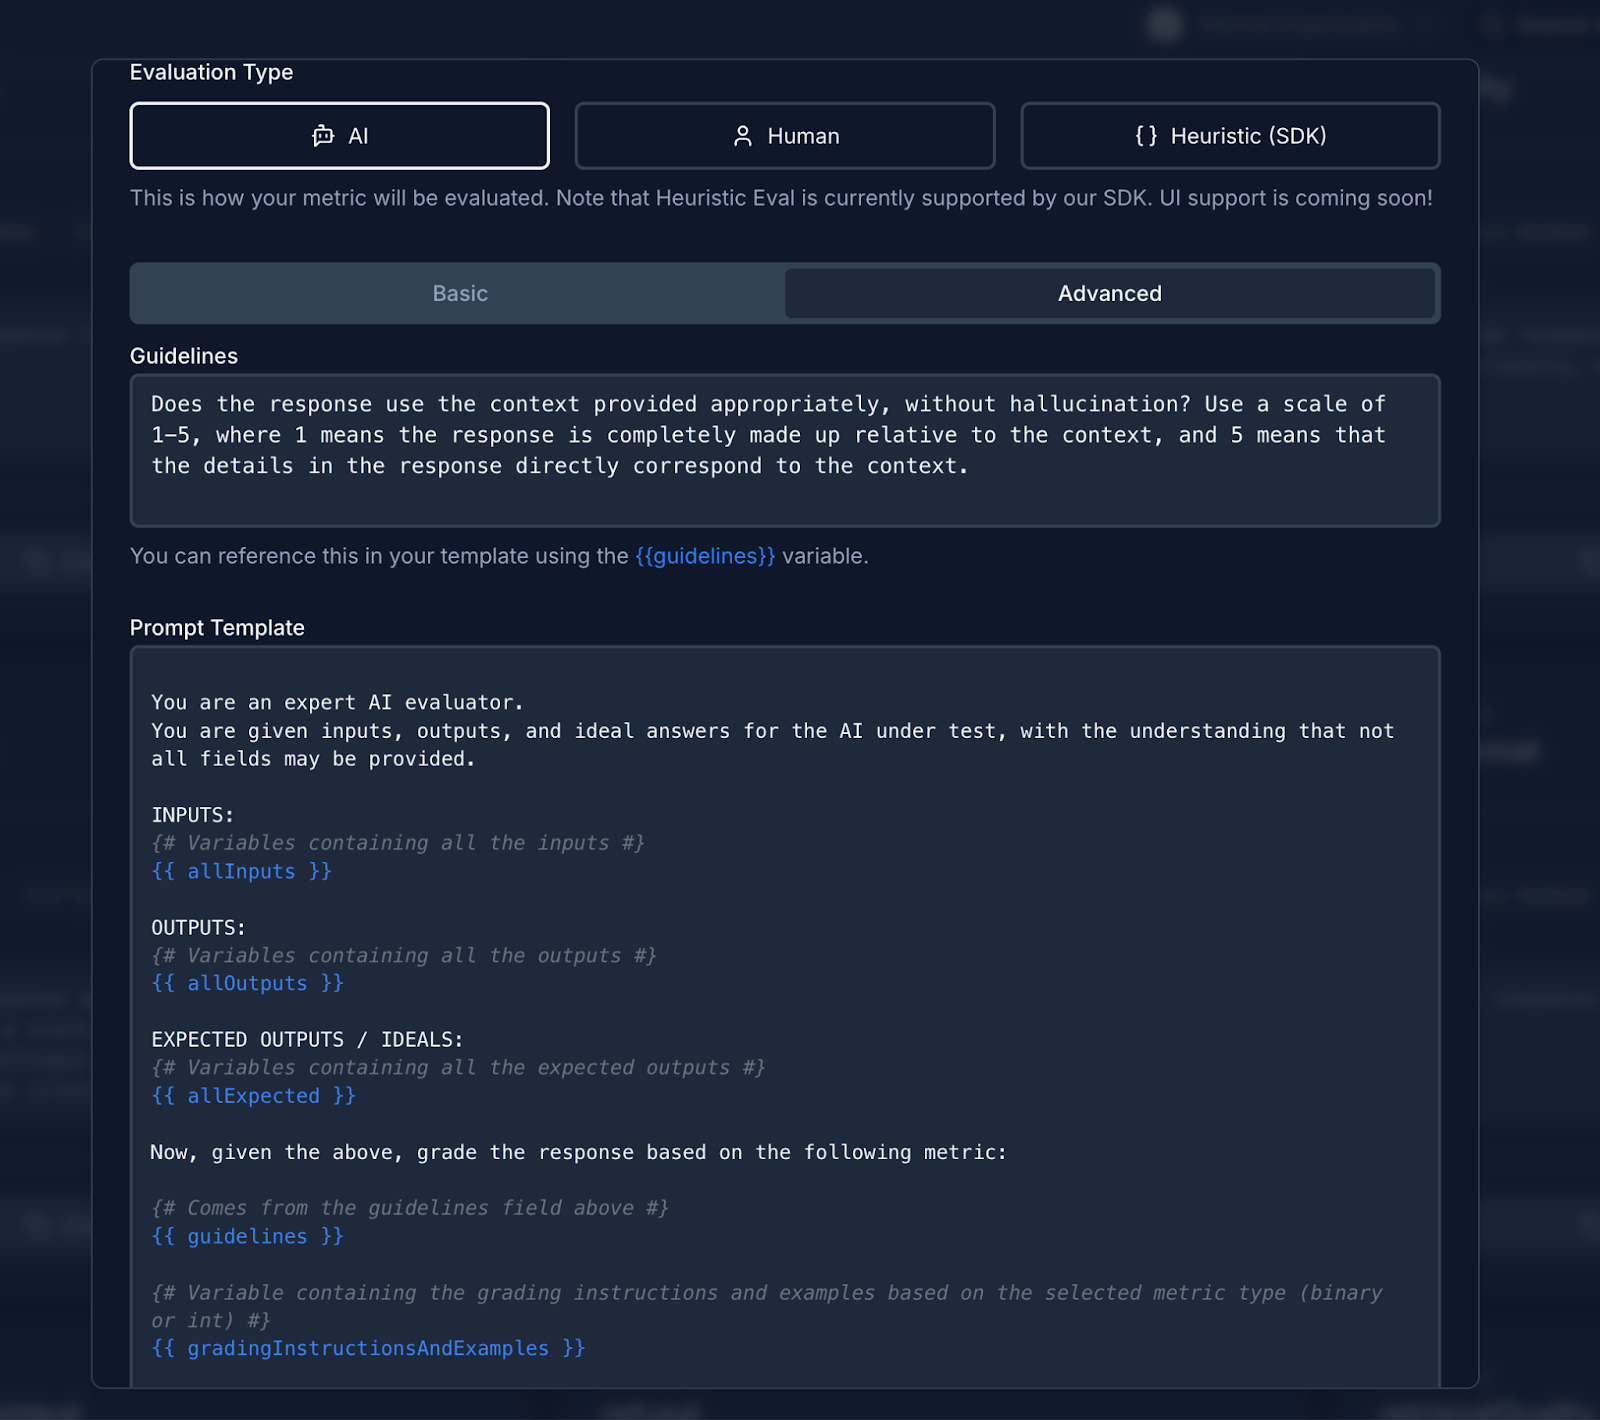 Evaluation Type
AI
Human
Heuristic (SDK)
This is how your metric will be evaluated. Note that Heuristic Eval is currently supported by our SDK. UI support is coming soon!
Basic
Advanced
Guidelines
Does the response use the context provided appropriately, without hallucination? Use a scale of
1–5, where 1 means the response is completely made up relative to the context, and 5 means that
the details in the response directly correspond to the context.
You can reference this in your template using the {{guidelines}} variable.
Prompt Template
You are an expert AI evaluator.
You are given inputs, outputs, and ideal answers for the AI under test, with the understanding that not
all fields may be provided.
INPUTS:
{# Variables containing all the inputs #}
{{ allInputs }}
OUTPUTS:
{# Variables containing all the outputs #}
{{ allOutputs }}
EXPECTED OUTPUTS / IDEALS:
{# Variables containing all the expected outputs #}
{{ allExpected }}
Now, given the above, grade the response based on the following metric:
{# Comes from the guidelines field above #}
{{ guidelines }}
{# Variable containing the grading instructions and examples based on the selected metric type (binary
or int) #}
{{ gradingInstructionsAndExamples }}